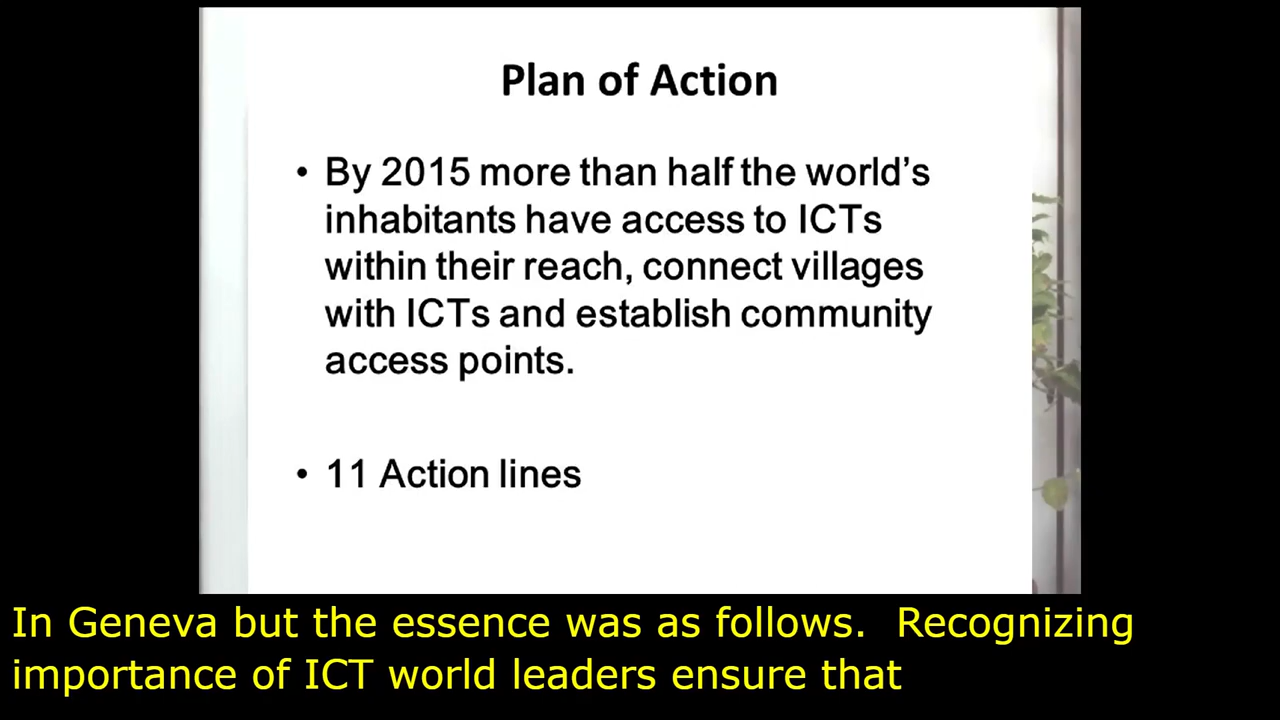 Plan of Action
• By 2015 more than half the world’s
inhabitants have access to ICTs
within their reach, connect villages
with ICTs and establish community
access points.
• 11 Action lines
In Geneva but the essence was as follows.  Recognizing
importance of ICT world leaders ensure that